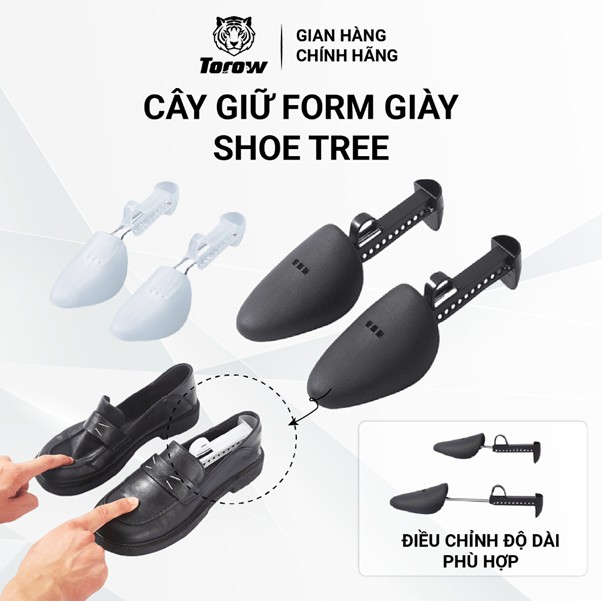 Torow
GIAN HÀNG
CHÍNH HÃNG
CÂY GIỮ FORM GIÀY
SHOE TREE
ĐIỀU CHỈNH ĐỘ DÀI
PHÙ HỢP